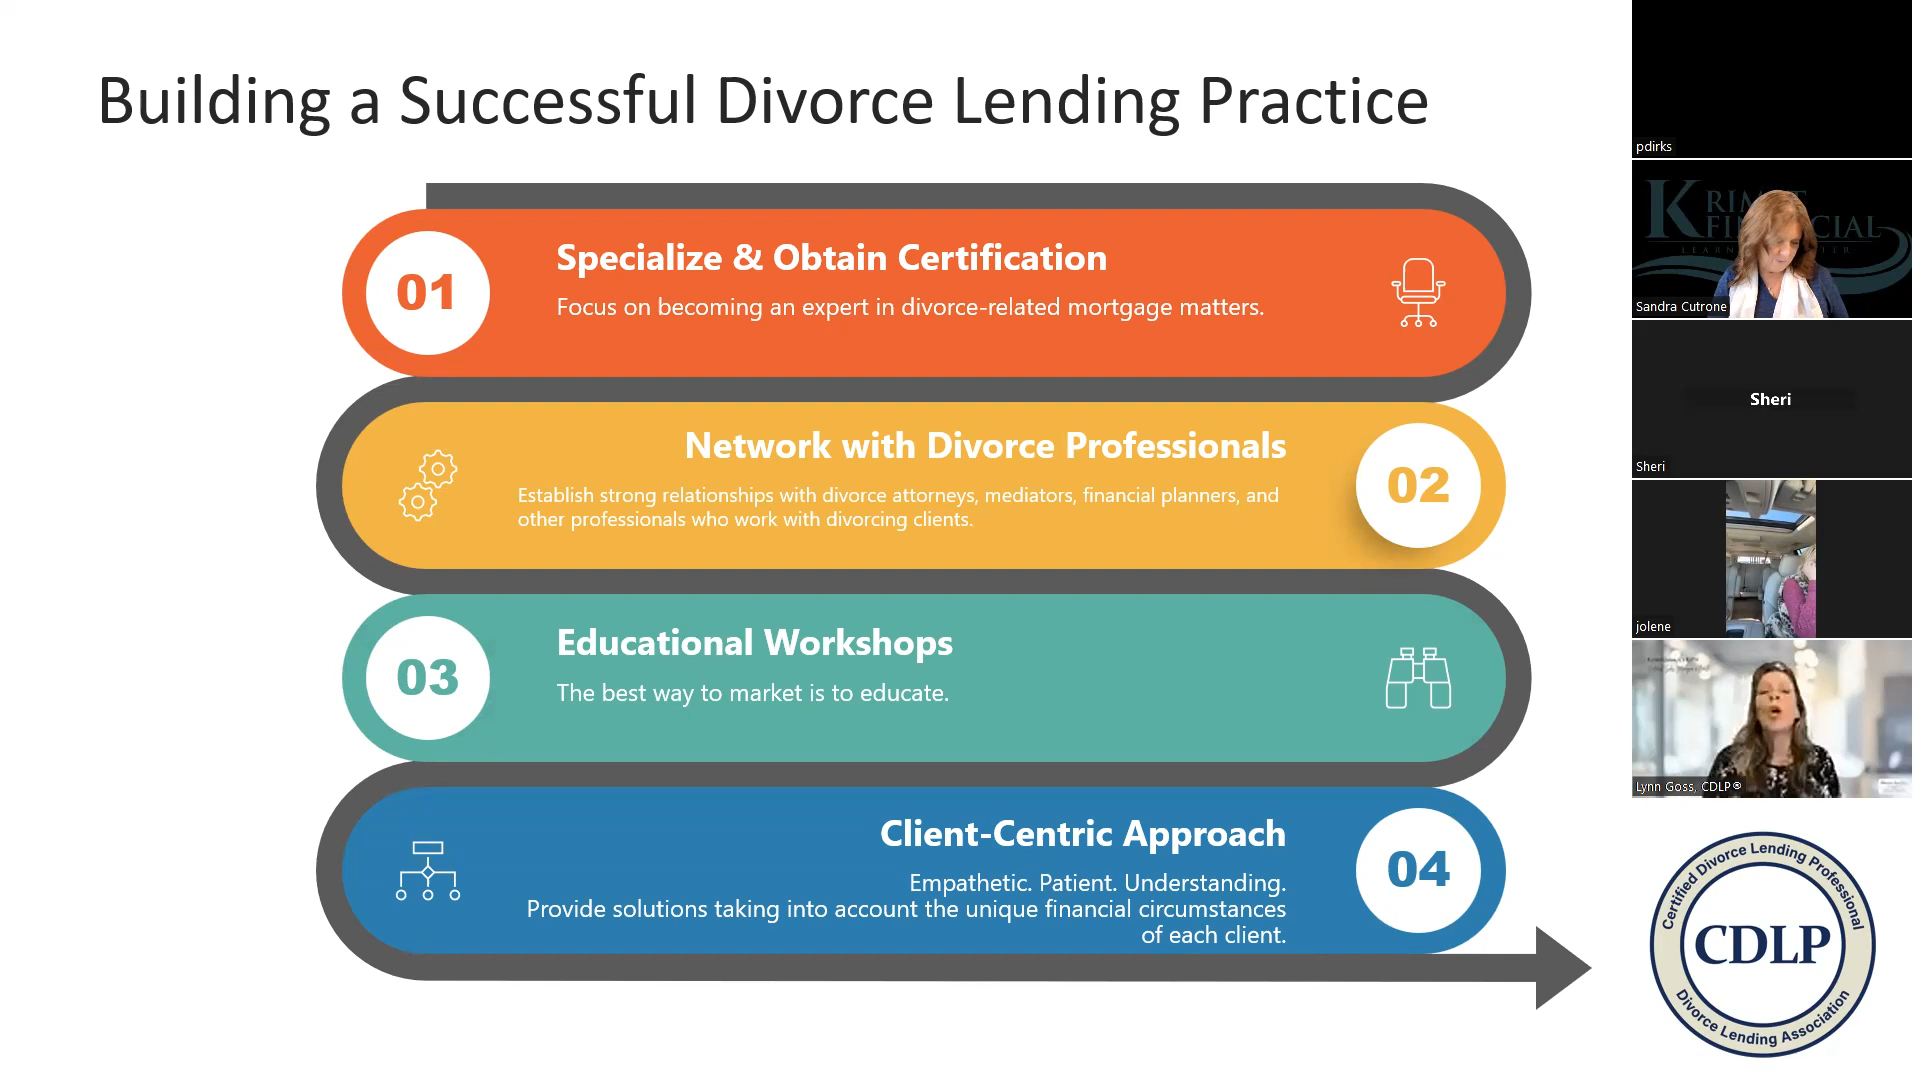 Building a Successful Divorce Lending Practice
01
Specialize & Obtain Certification
Focus on becoming an expert in divorce-related mortgage matters.
Network with Divorce Professionals
Establish strong relationships with divorce attorneys, mediators, financial planners, and
other professionals who work with divorcing clients.
02
03
Educational Workshops
The best way to market is to educate.
Client-Centric Approach
Empathetic. Patient. Understanding.
Provide solutions taking into account the unique financial circumstances
of each client.
04
pdirks
Sandra Cutrone
Sheri
Sheri
jolene
Lynn Goss, CDLP®
Certified Divorce Lending Professional
CDLP
Divorce Lending Association